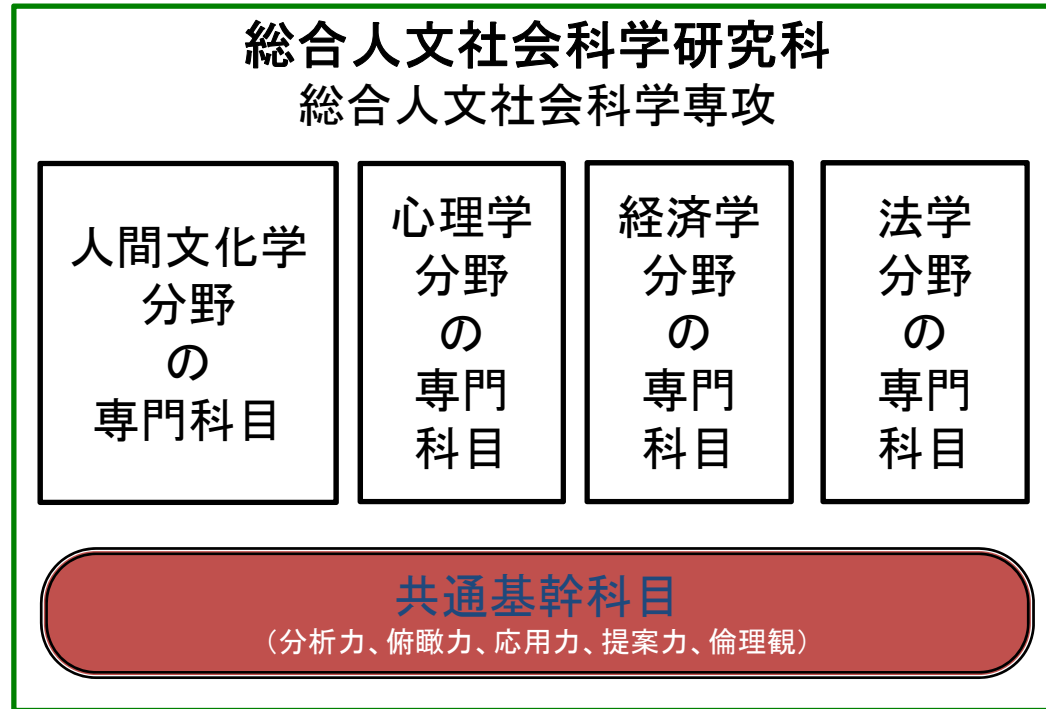 総合人文社会科学研究科
総合人文社会科学専攻
人間文化学
分野
の
専門科目
心理学
分野
の
専門
科目
経済学
分野
の
専門
科目
法学
分野
の
専門
科目
共通基幹科目
（分析力、俯瞰力、応用力、提案力、倫理観）